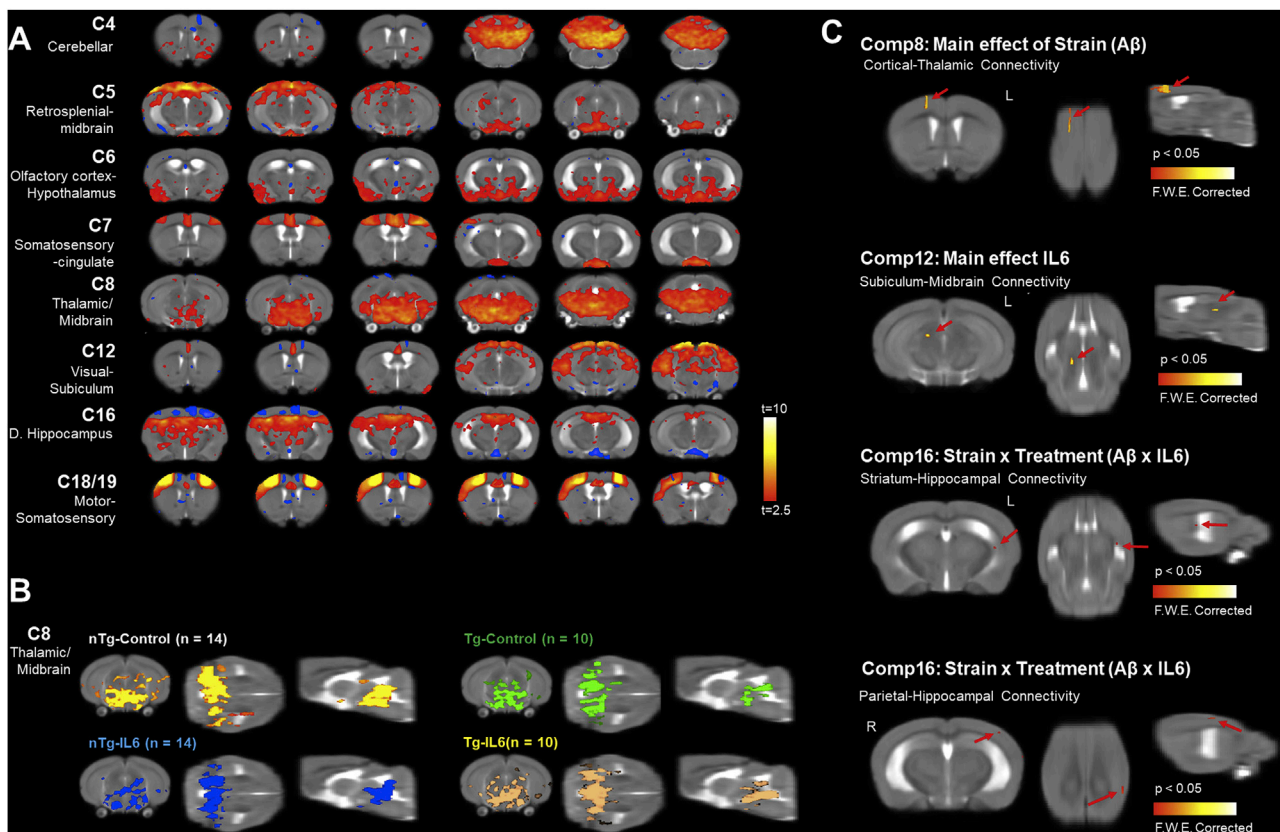 A
C4
Cerebellar
C5
Retrosplenial-
midbrain
C6
Olfactory cortex-
Hypothalamus
C7
Somatosensory
-cingulate
C8
Thalamic/
Midbrain
C12
Visual-
Subiculum
C16
D. Hippocampus
C18/19
Motor-
Somatosensory
t=10
t=2.5
B
C8
Thalamic/
Midbrain
nTg-Control (n = 14)
Tg-Control (n = 10)
nTg-IL6 (n = 14)
Tg-IL6(n = 10)
C
Comp8: Main effect of Strain (Aβ)
Cortical-Thalamic Connectivity
L
p < 0.05
F.W.E. Corrected
Comp12: Main effect IL6
Subiculum-Midbrain Connectivity
L
p < 0.05
F.W.E. Corrected
Comp16: Strain x Treatment (Aβ x IL6)
Striatum-Hippocampal Connectivity
L
p < 0.05
F.W.E. Corrected
Comp16: Strain x Treatment (Aβ x IL6)
Parietal-Hippocampal Connectivity
R
p < 0.05
F.W.E. Corrected